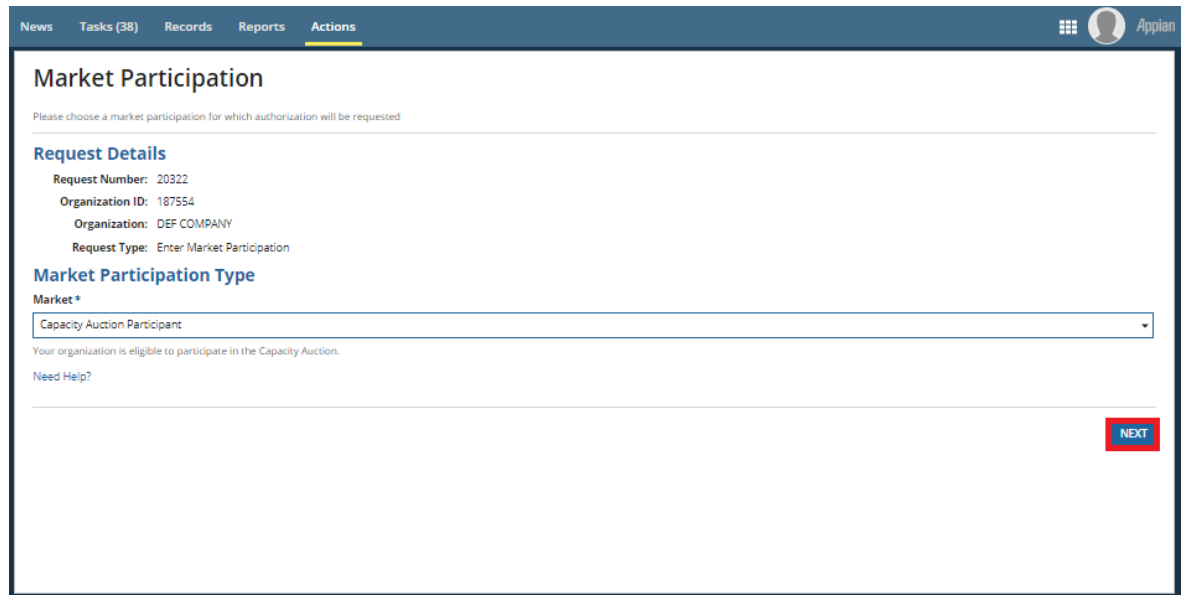 News Tasks (38) Records Reports Actions Appian
Market Participation
Please choose a market participation for which authorization will be requested
Request Details
Request Number: 20322
Organization ID: 187554
Organization: DEF COMPANY
Request Type: Enter Market Participation
Market Participation Type
Market *
Capacity Auction Participant
Your organization is eligible to participate in the Capacity Auction.
Need Help?
NEXT